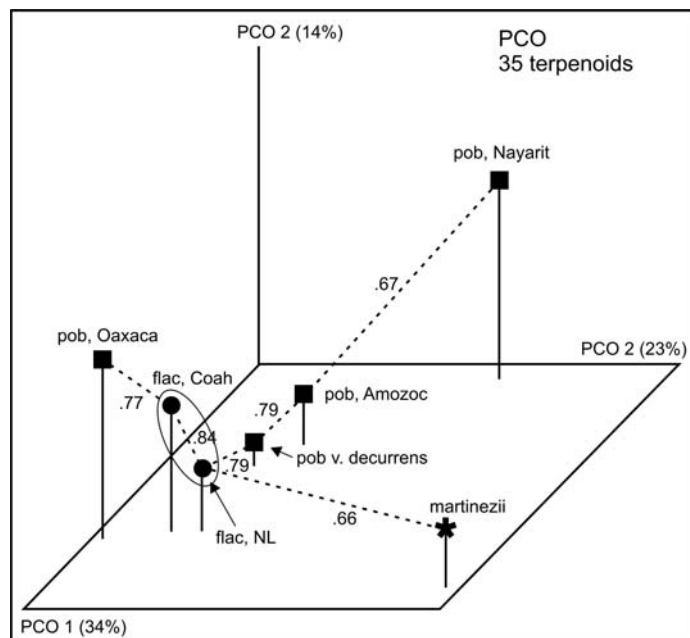 PCO 2 (14%)
PCO
35 terpenoids
pob, Nayarit
.67
pob, Oaxaca
PCO 2 (23%)
flac, Coah
.77
pob, Amozoc
.79
.84
pob v. decurrens
.79
martinezii
.66
flac, NL
PCO 1 (34%)